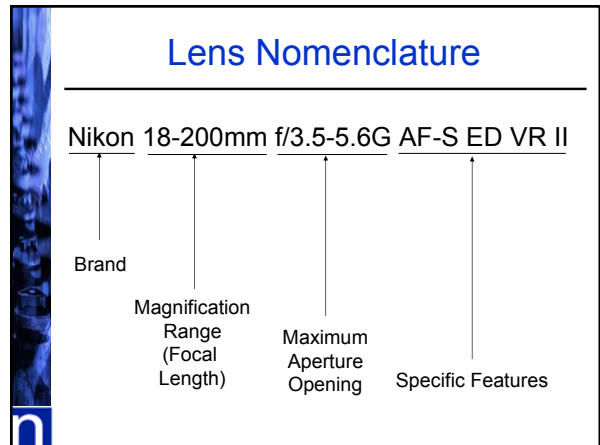 Lens Nomenclature
Nikon 18-200mm f/3.5-5.6G AF-S ED VR II
Brand
Magnification
Range
(Focal
Length)
Maximum
Aperture
Opening
Specific Features
n